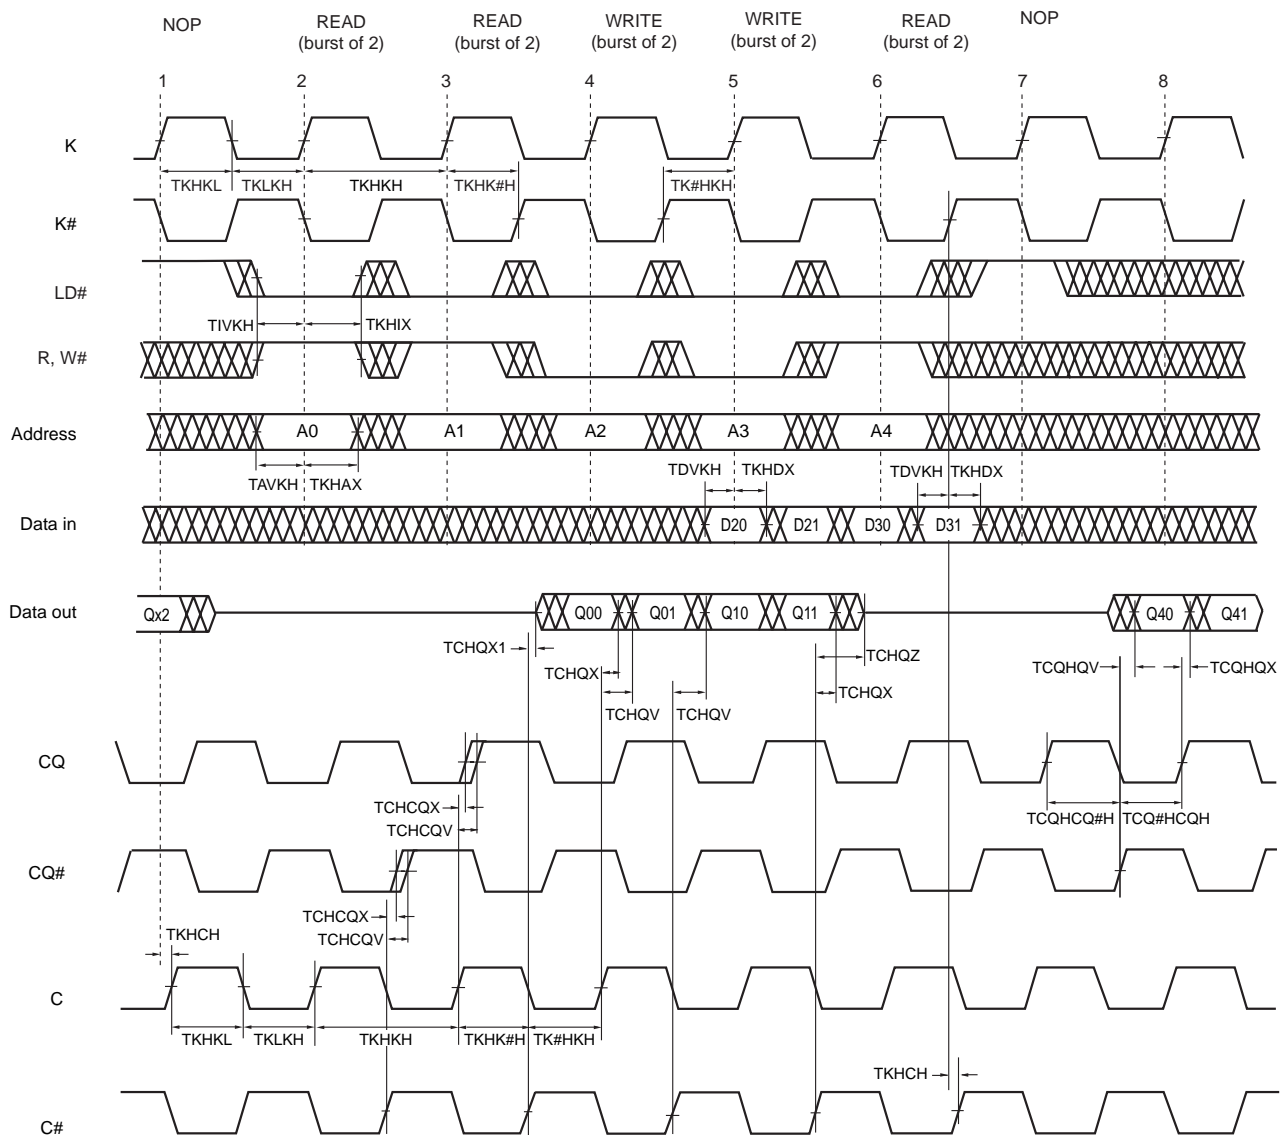 NOP READ READ WRITE WRITE READ NOP
(burst of 2) (burst of 2) (burst of 2) (burst of 2) (burst of 2)
1 2 3 4 5 6 7 8
K
TKHKL TKLKH TKHKH TKHK#H TK#HKH
K#
LD#
TIVKH TKHIX
R, W#
Address A0 A1 A2 A3 A4
TAVKH TKHAX TDVKH TKHDX TDVKH TKHDX
Data in D20 D21 D30 D31
Data out Qx2 Q00 Q01 Q10 Q11 Q40 Q41
TCHQX1 TCHQZ
TCHQX TCQHQV TCQHQX
TCHQX
TCHQV TCHQV
CQ
TCHCQX
TCQHCQ#H TCQ#HCQH
TCHCQV
CQ#
TCHCQX
TKHCH TCHCQV
C
TKHKL TKLKH TKHKH TKHK#H TK#HKH
TKHCH
C#